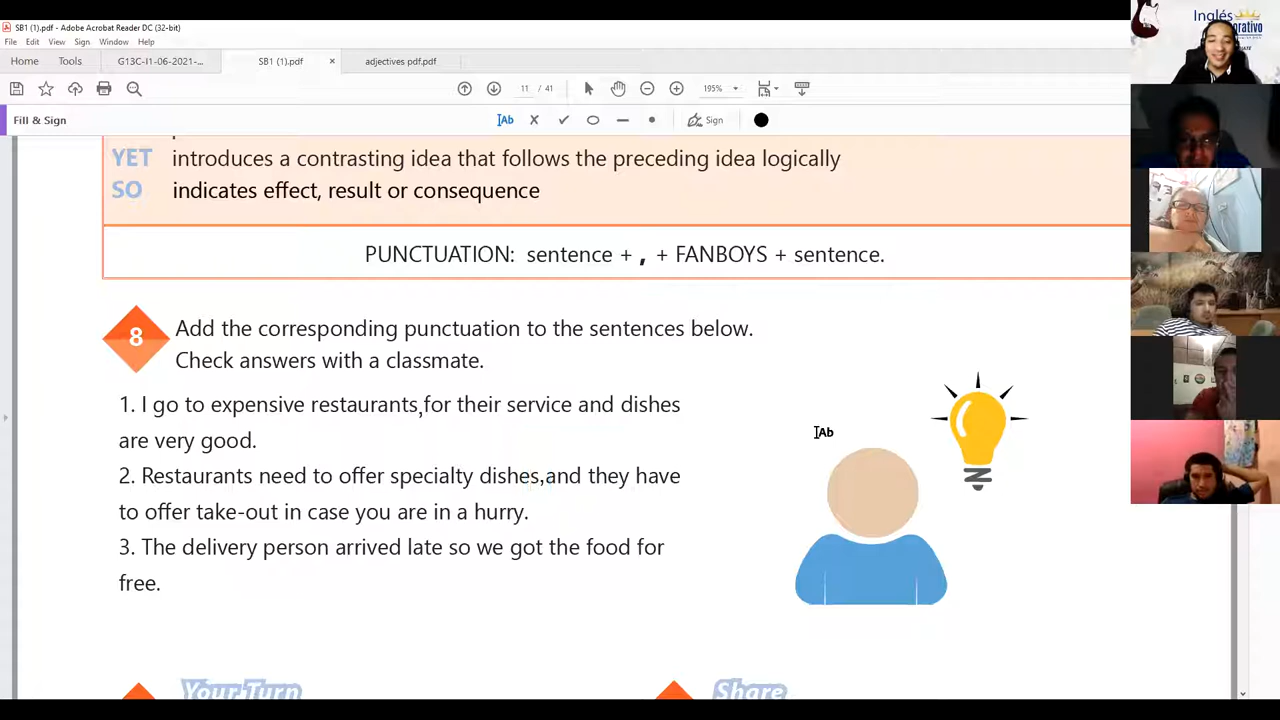 SB1 (1).pdf - Adobe Acrobat Reader DC (32-bit)
File Edit View Sign Window Help
Home Tools G13C-I1-06-2021-... SB1 (1).pdf × adjectives pdf.pdf
11 / 41 195%
Fill & Sign Ab Sign
YET introduces a contrasting idea that follows the preceding idea logically
SO indicates effect, result or consequence
PUNCTUATION: sentence + , + FANBOYS + sentence.
8 Add the corresponding punctuation to the sentences below.
Check answers with a classmate.
1. I go to expensive restaurants,for their service and dishes
are very good.
Ab
2. Restaurants need to offer specialty dishes,and they have
to offer take-out in case you are in a hurry.
3. The delivery person arrived late so we got the food for
free.
Your Turn Share
Inglés